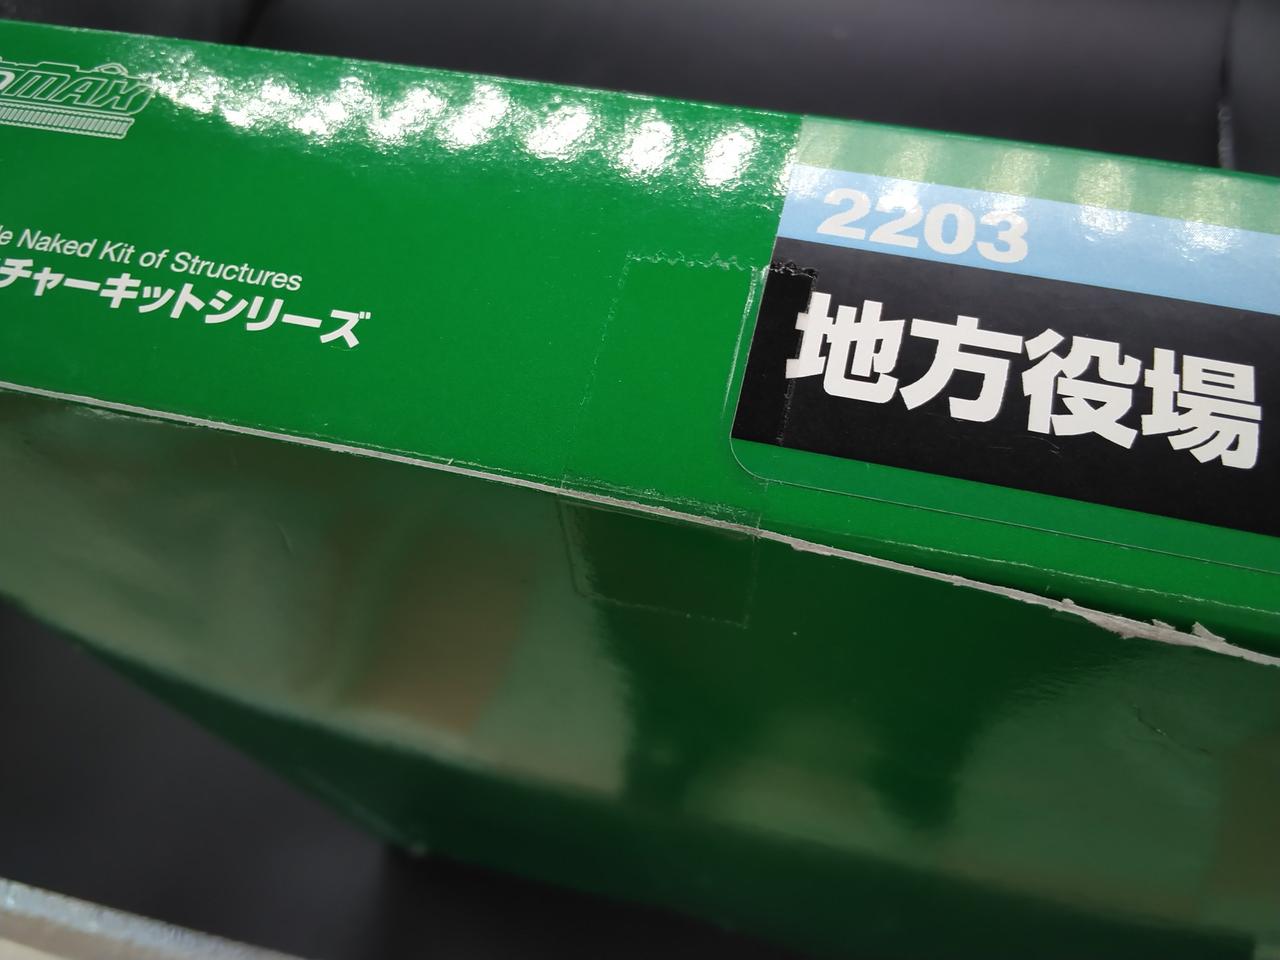 MAX
Naked Kit of Structures
チャーキットシリーズ
2203
地方役場